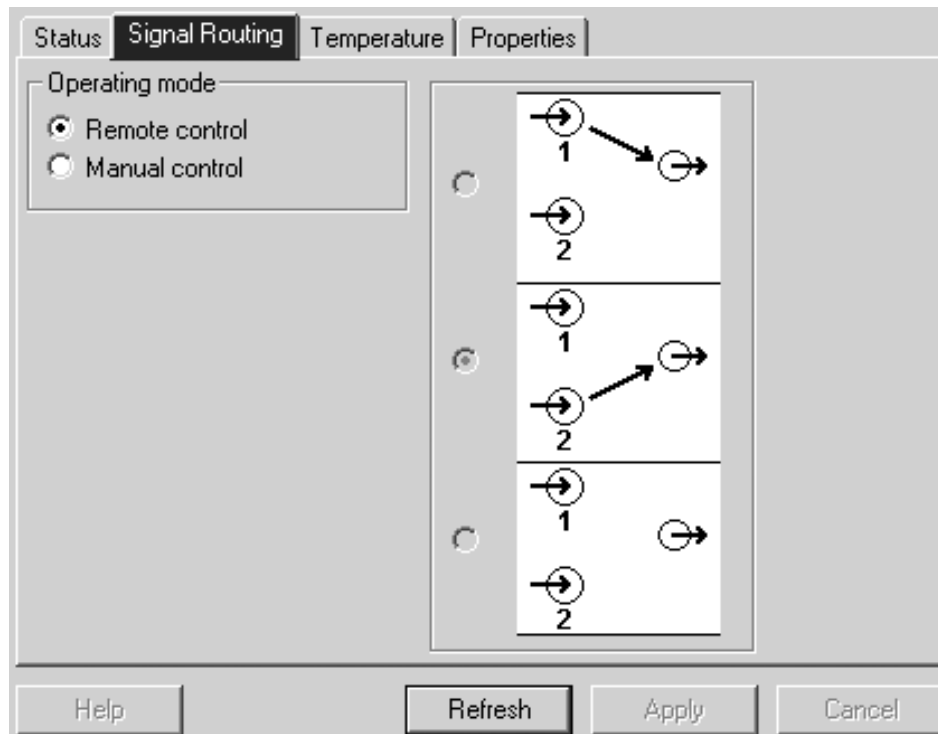 Status Signal Routing Temperature Properties
Operating mode
Remote control
Manual control
1
2
1
2
1
2
Help Refresh Apply Cancel